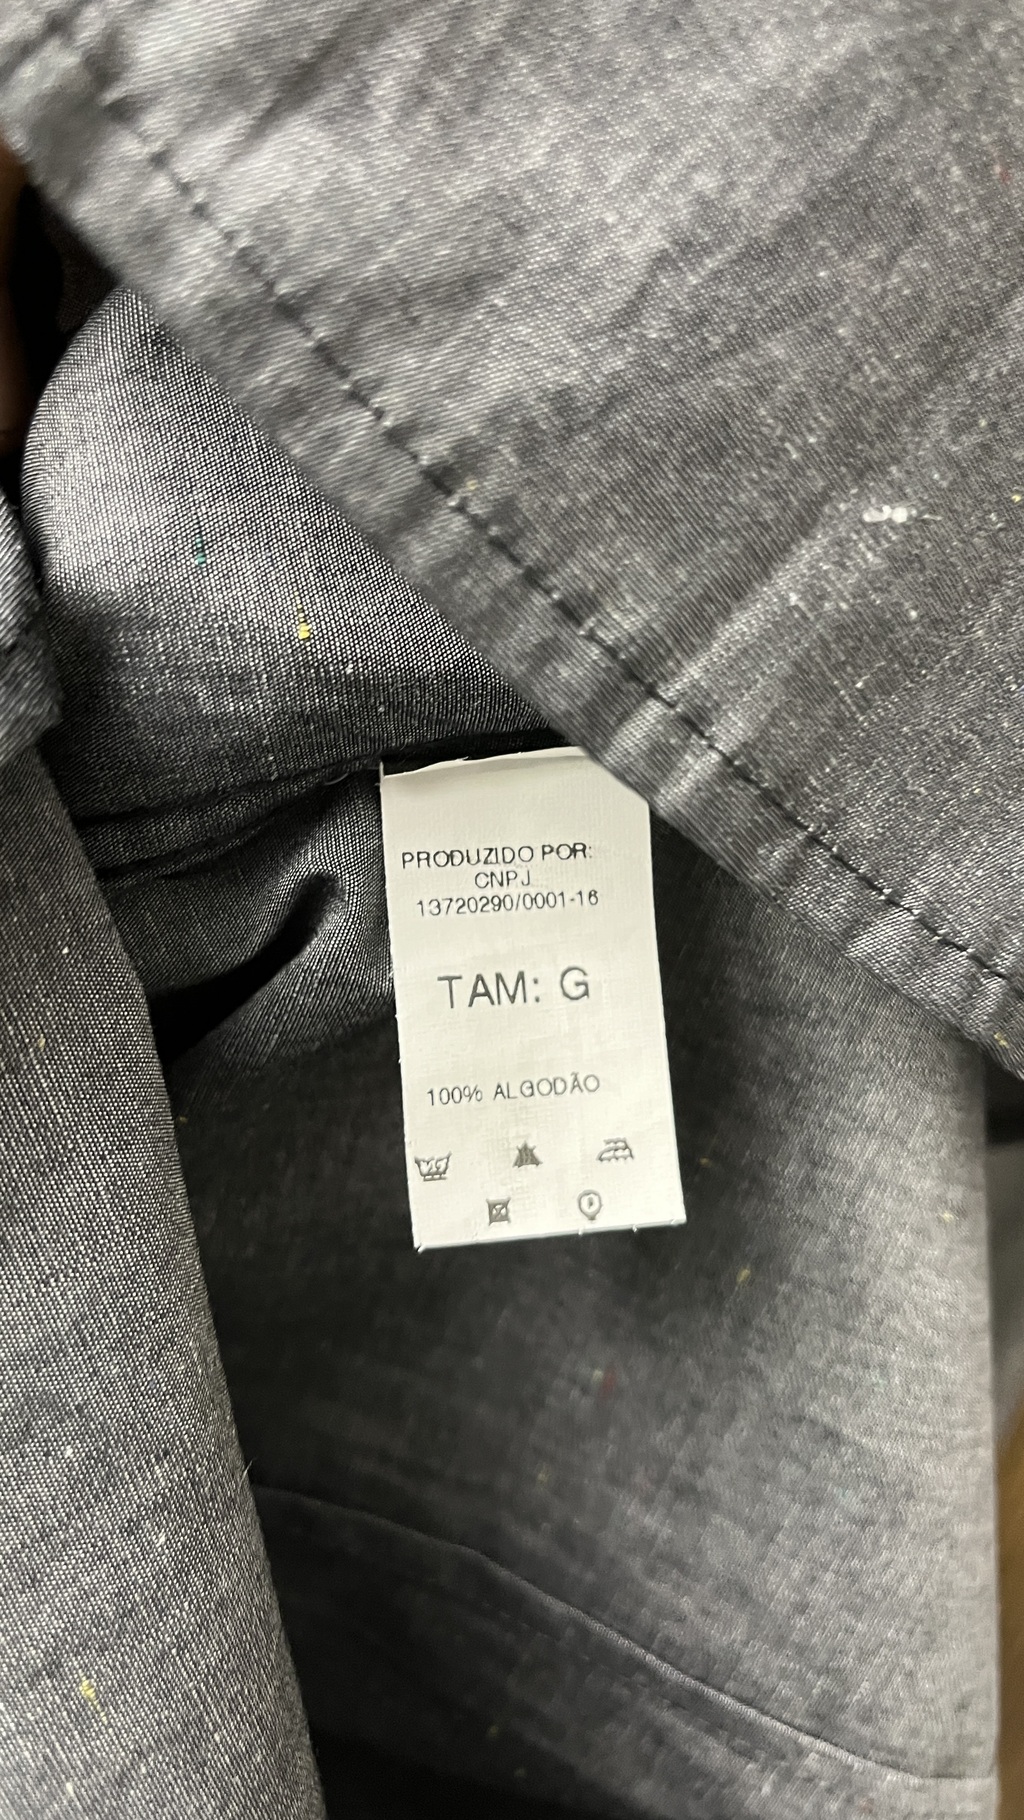 PRODUZIDO POR:
CNPJ
13720290/0001-16
TAM: G
100% ALGODÃO